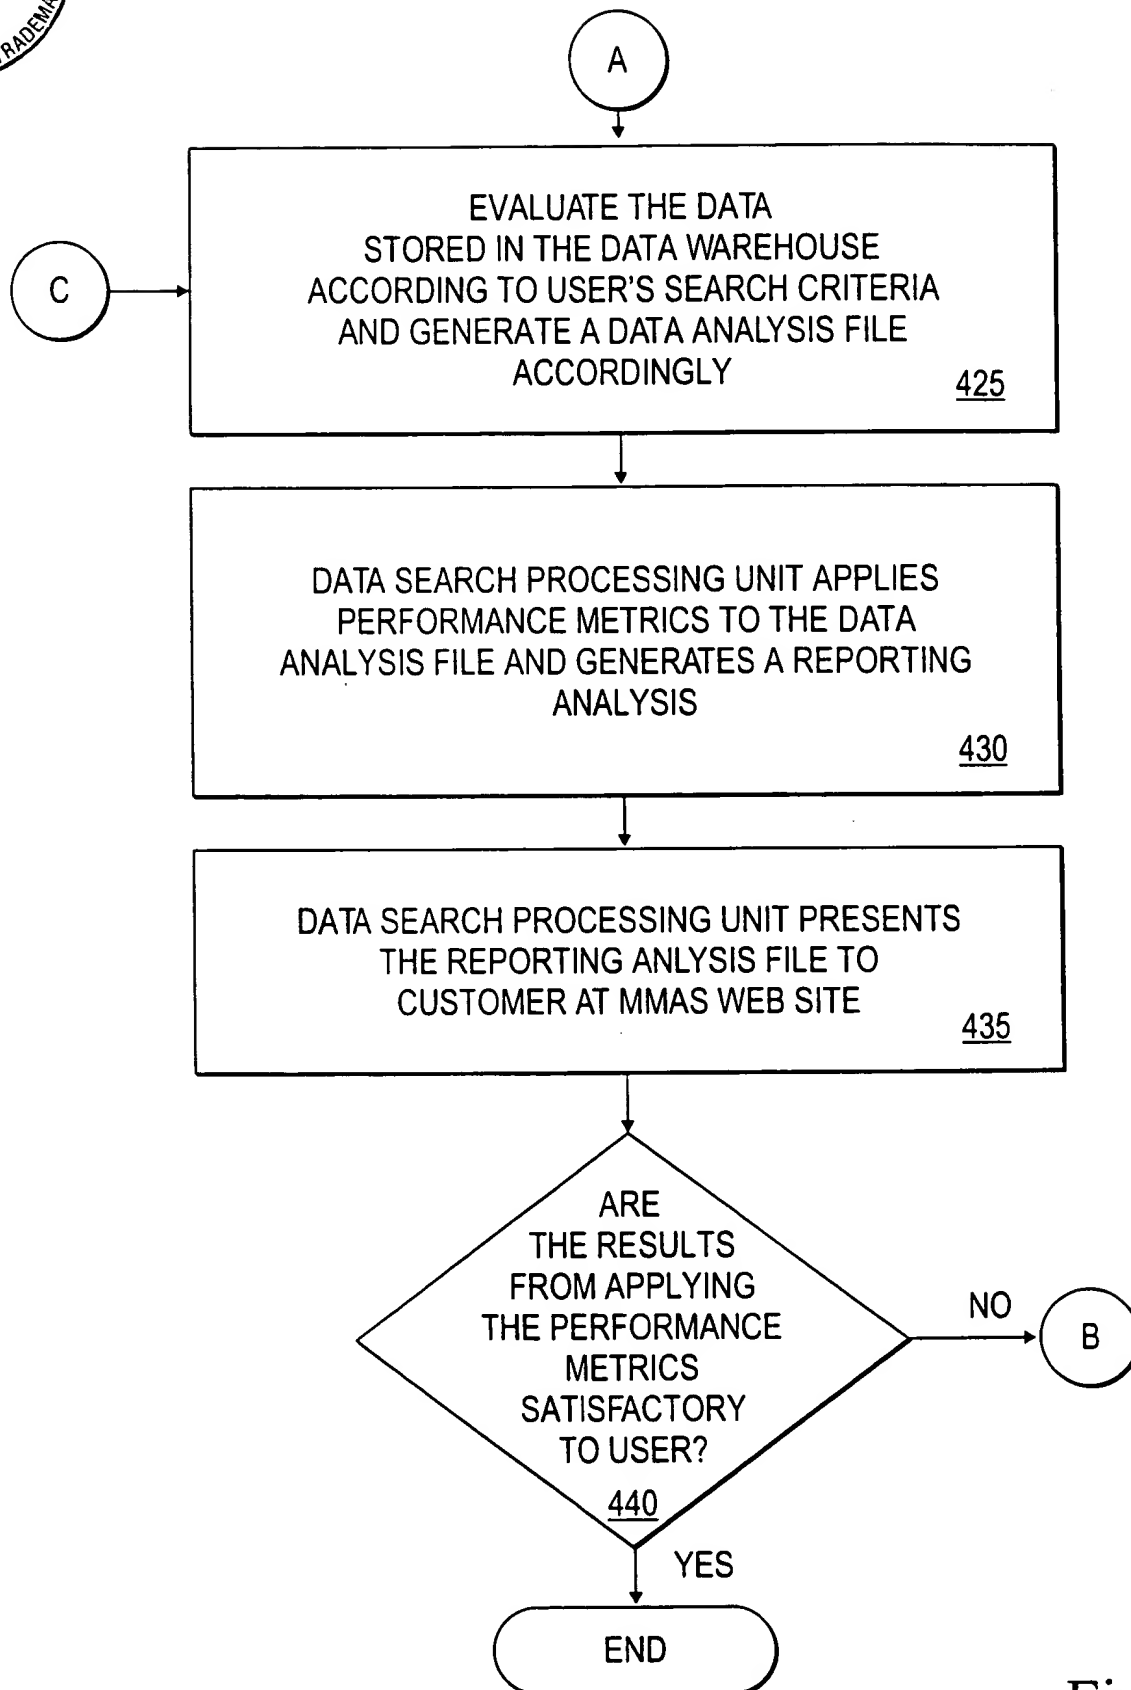 TRADEMA
A
EVALUATE THE DATA
STORED IN THE DATA WAREHOUSE
ACCORDING TO USER'S SEARCH CRITERIA
AND GENERATE A DATA ANALYSIS FILE
ACCORDINGLY
425
C
DATA SEARCH PROCESSING UNIT APPLIES
PERFORMANCE METRICS TO THE DATA
ANALYSIS FILE AND GENERATES A REPORTING
ANALYSIS
430
DATA SEARCH PROCESSING UNIT PRESENTS
THE REPORTING ANLYSIS FILE TO
CUSTOMER AT MMAS WEB SITE
435
ARE
THE RESULTS
FROM APPLYING
THE PERFORMANCE
METRICS
SATISFACTORY
TO USER?
440
NO
B
YES
END